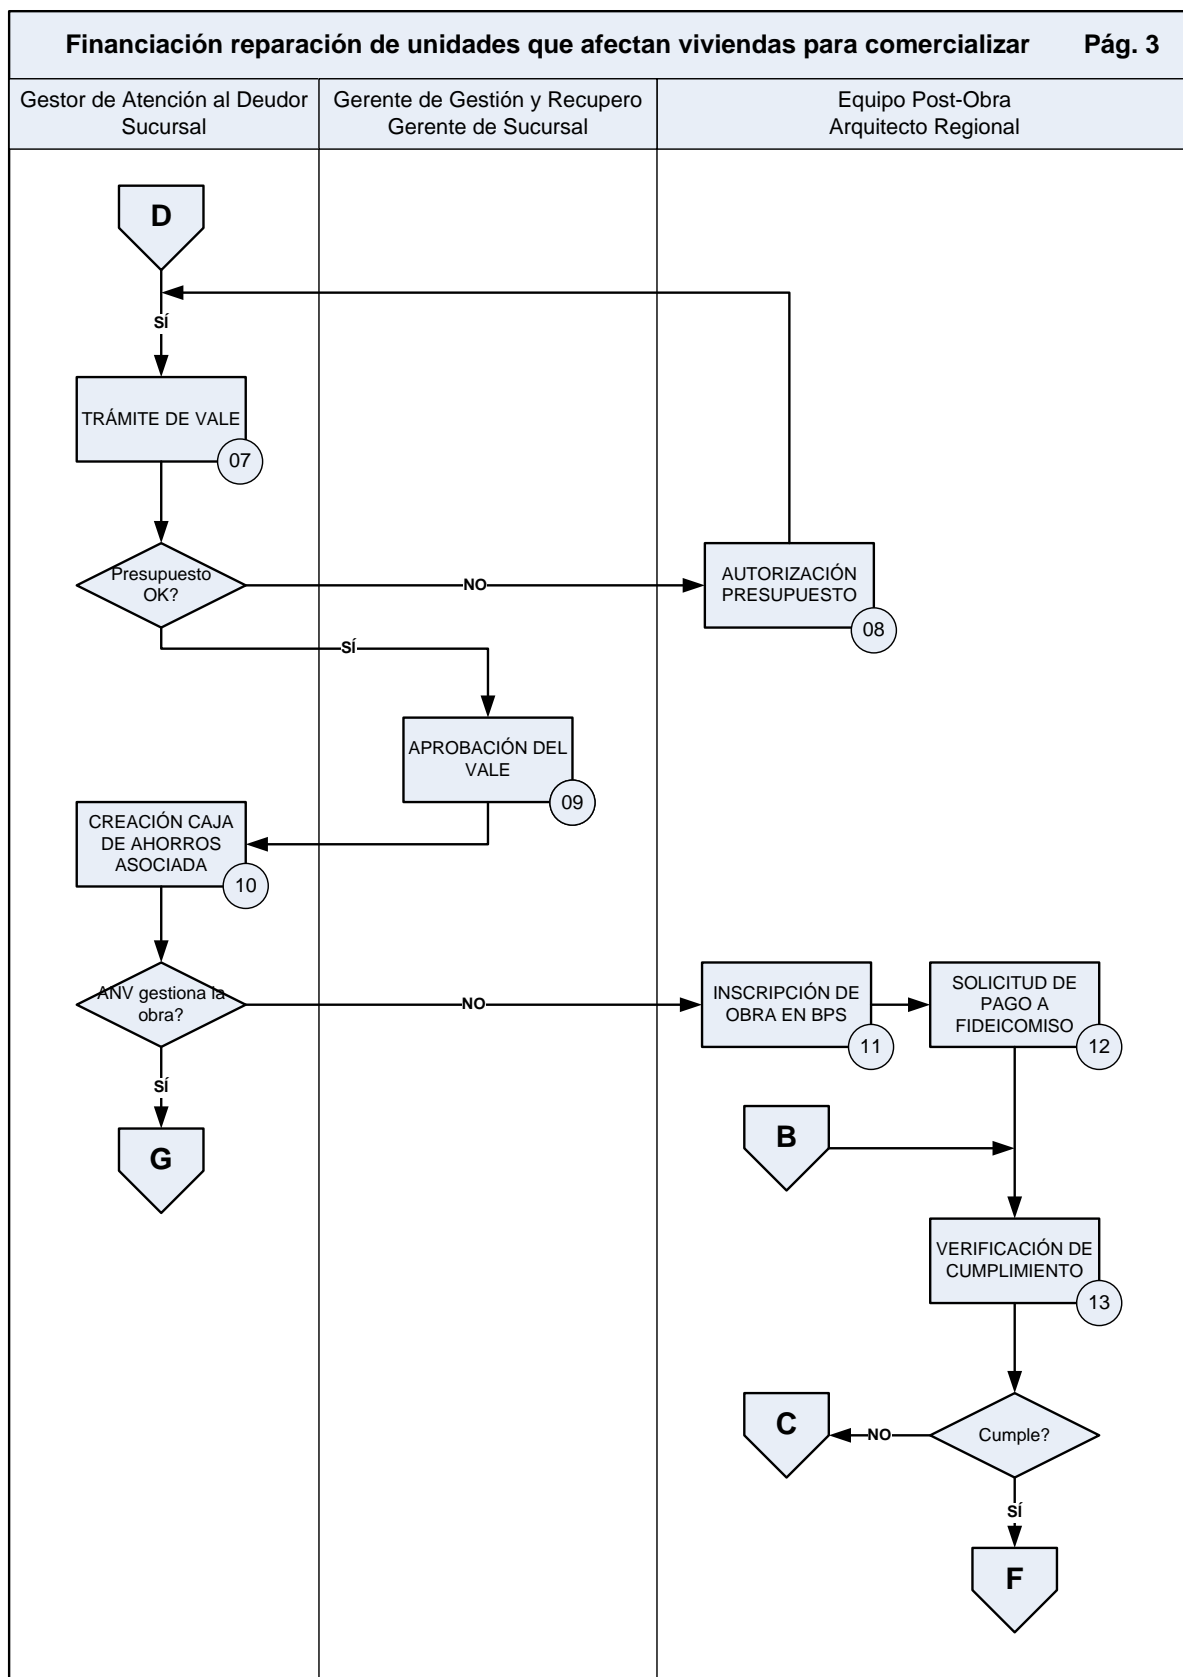 Financiación reparación de unidades que afectan viviendas para comercializar Pág. 3
Gestor de Atención al Deudor
Sucursal
Gerente de Gestión y Recupero
Gerente de Sucursal
Equipo Post-Obra
Arquitecto Regional
D
SÍ
TRÁMITE DE VALE
07
Presupuesto
OK?
NO
AUTORIZACIÓN
PRESUPUESTO
08
SÍ
APROBACIÓN DEL
VALE
09
CREACIÓN CAJA
DE AHORROS
ASOCIADA
10
ANV gestiona la
obra?
NO
INSCRIPCIÓN DE
OBRA EN BPS
11
SOLICITUD DE
PAGO A
FIDEICOMISO
12
SÍ
G
B
VERIFICACIÓN DE
CUMPLIMIENTO
13
Cumple?
NO
C
SÍ
F